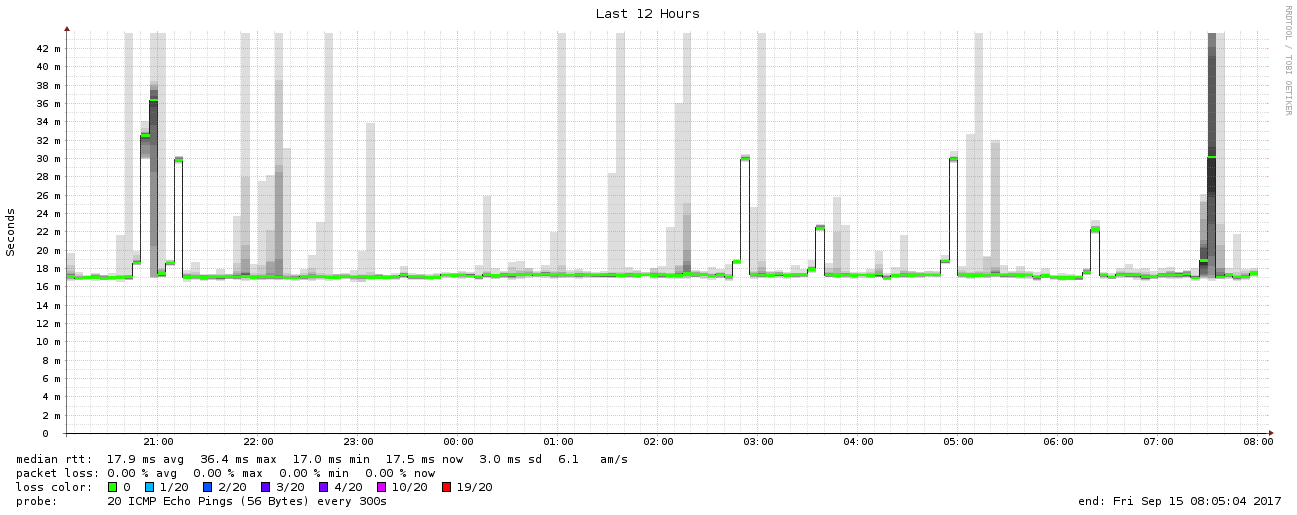 Last 12 Hours
RRDTOOL / TOBI OETIKER
Seconds
42 m
40 m
38 m
36 m
34 m
32 m
30 m
28 m
26 m
24 m
22 m
20 m
18 m
16 m
14 m
12 m
10 m
8 m
6 m
4 m
2 m
0
21:00 22:00 23:00 00:00 01:00 02:00 03:00 04:00 05:00 06:00 07:00 08:00
median rtt: 17.9 ms avg 36.4 ms max 17.0 ms min 17.5 ms now 3.0 ms sd 6.1 am/s
packet loss: 0.00 % avg 0.00 % max 0.00 % min 0.00 % now
loss color: 0 1/20 2/20 3/20 4/20 10/20 19/20
probe: 20 ICMP Echo Pings (56 Bytes) every 300s end: Fri Sep 15 08:05:04 2017